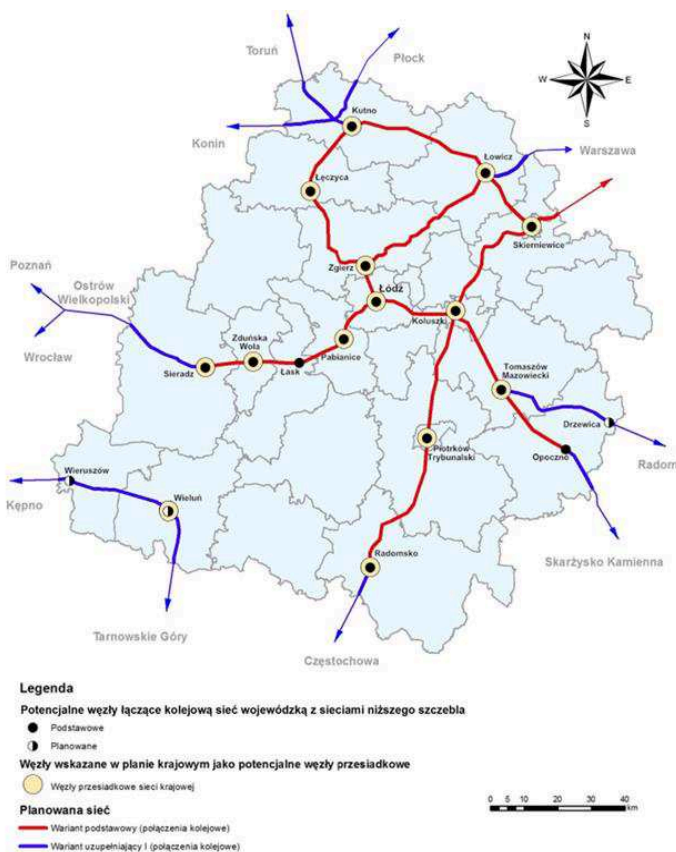 Toruń
Płock
N
W
E
S
Kutno
Konin
Łowicz
Warszawa
Łęczyca
Skierniewice
Zgierz
Poznań
Ostrów
Wielkopolski
Łódź
Koluszki
Zduńska
Wola
Pabianice
Wrocław
Sieradz
Łask
Tomaszów
Mazowiecki
Drzewica
Piotrków
Trybunalski
Opoczno
Radom
Wieruszów
Kępno
Wieluń
Radomsko
Skarżysko Kamienna
Tarnowskie Góry
Częstochowa
Legenda
Potencjalne węzły łączące kolejową sieć wojewódzką z sieciami niższego szczebla
Podstawowe
Planowane
Węzły wskazane w planie krajowym jako potencjalne węzły przesiadkowe
Węzły przesiadkowe sieci krajowej
Planowana sieć
0 5 10 20 30 40
km
Wariant podstawowy (połączenia kolejowe)
Wariant uzupełniający I (połączenia kolejowe)